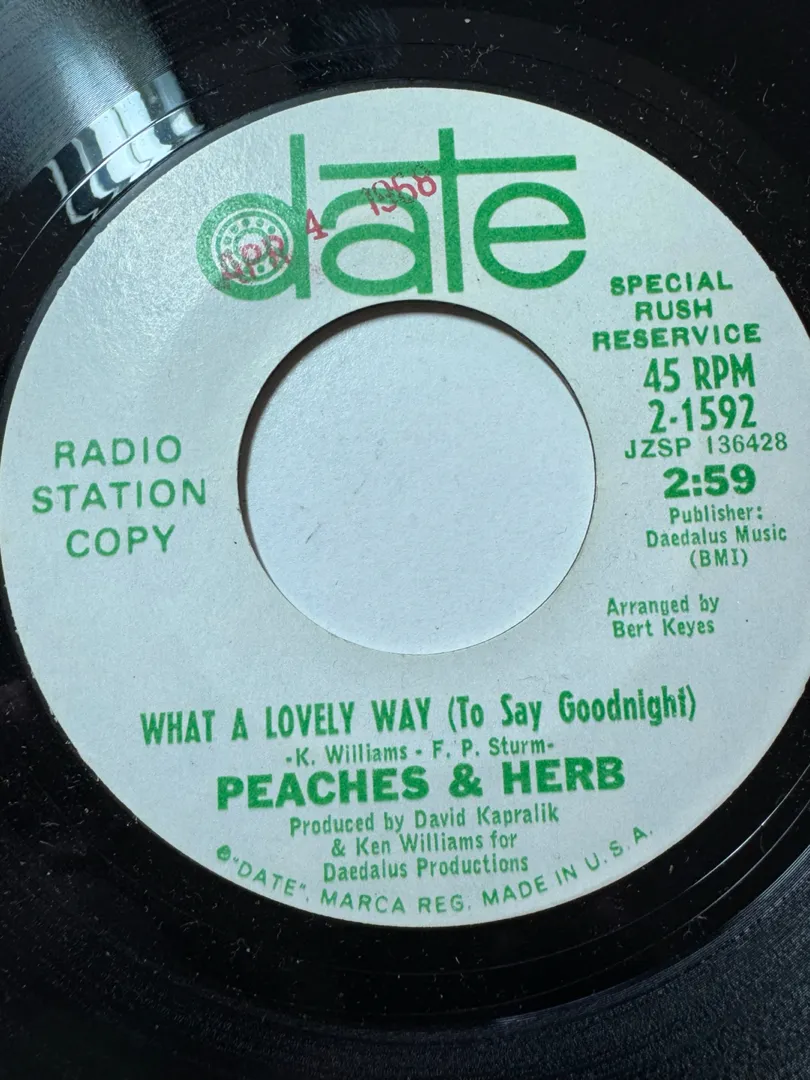 date
APR 4 1968
SPECIAL
RUSH
RESERVICE
45 RPM
2-1592
JZSP 136428
2:59
Publisher:
Daedalus Music
(BMI)
Arranged by
Bert Keyes
RADIO
STATION
COPY
WHAT A LOVELY WAY (To Say Goodnight)
-K. Williams - F. P. Sturm-
PEACHES & HERB
Produced by David Kapralik
& Ken Williams for
Daedalus Productions
"DATE", MARCA REG. MADE IN U.S.A.